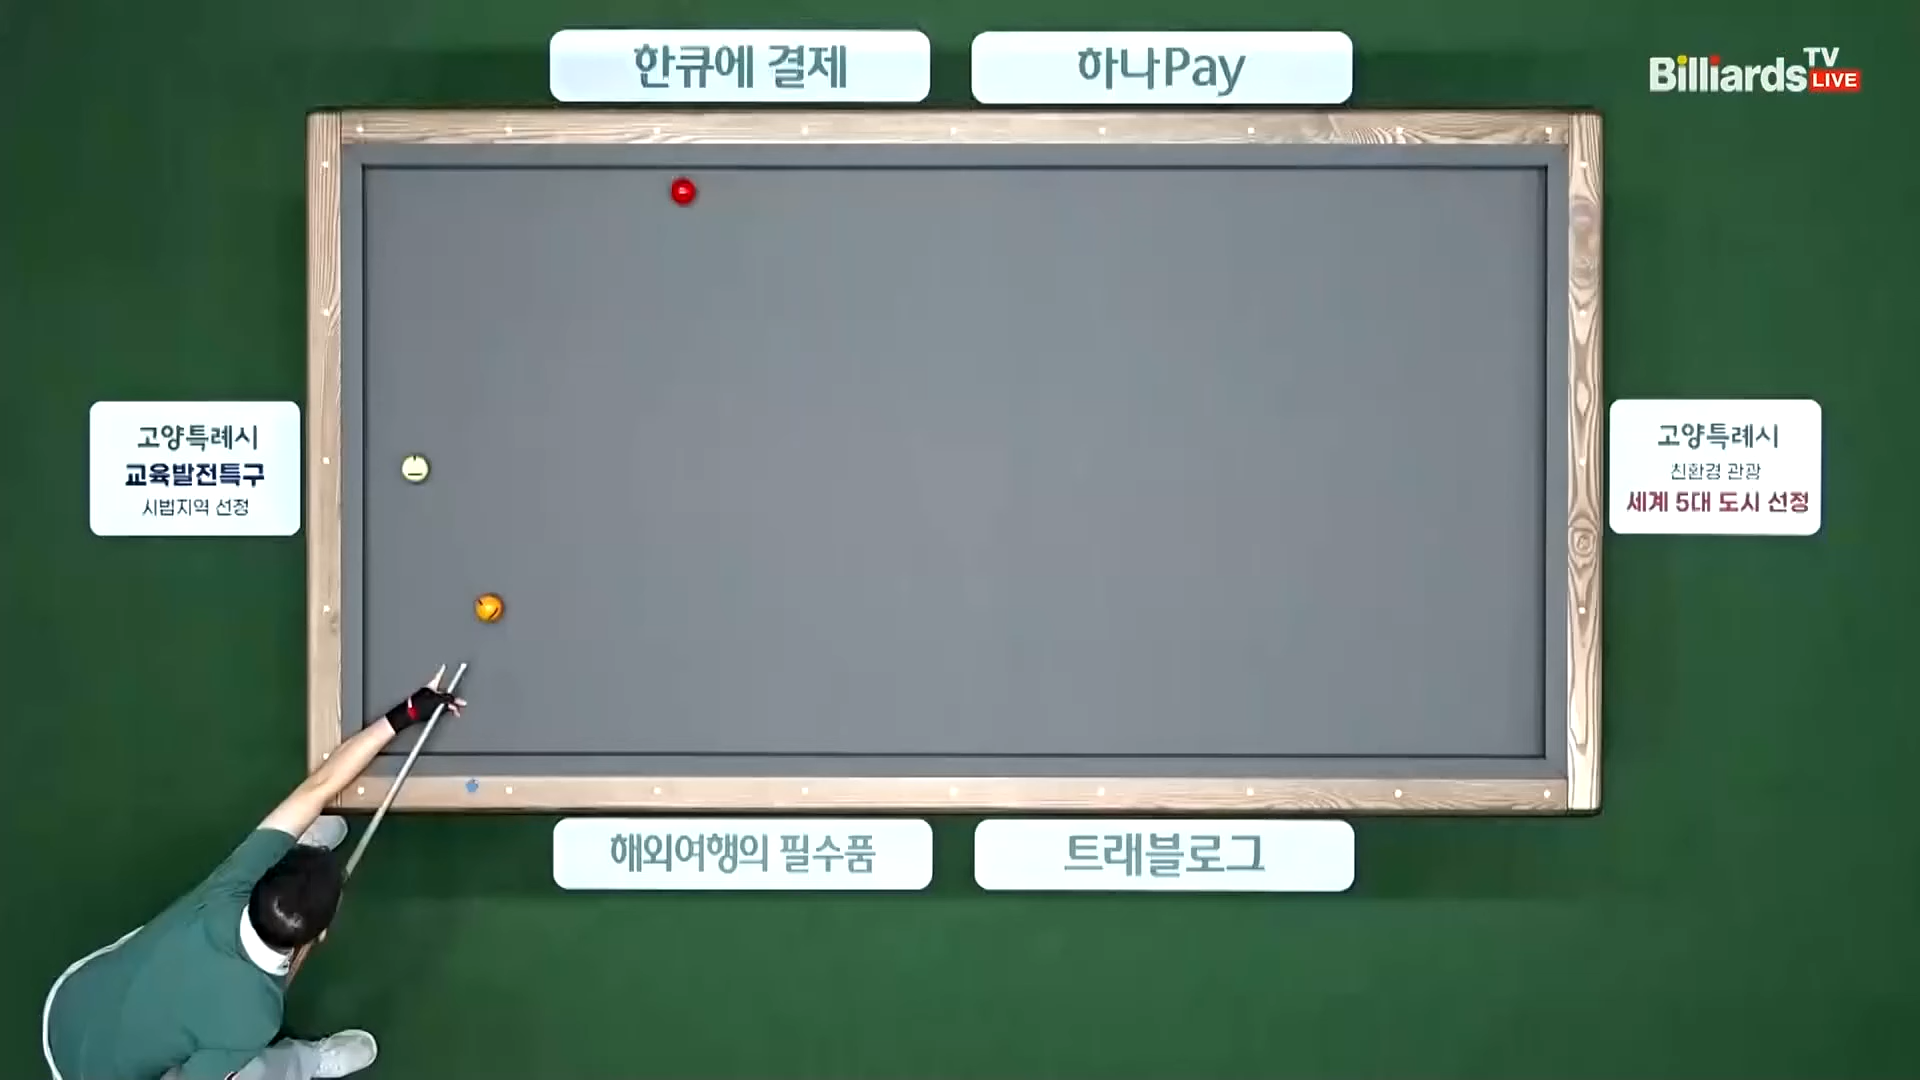 한큐에 결제
하나Pay
BilliardsTV
LIVE
고양특례시
교육발전특구
시범지역 선정
고양특례시
친환경 관광
세계 5대 도시 선정
해외여행의 필수품
트래블로그